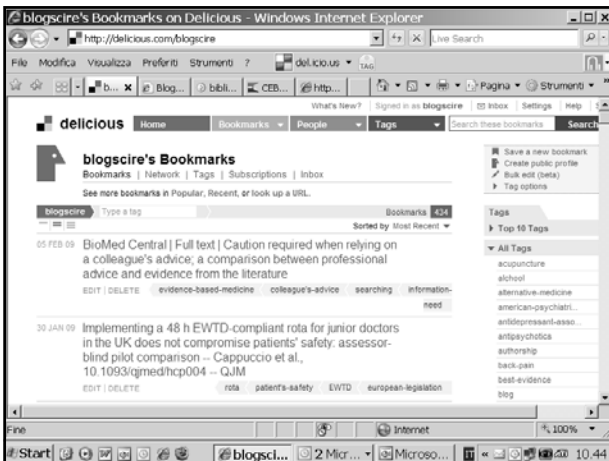 blogscire's Bookmarks on Delicious - Windows Internet Explorer
http://delicious.com/blogscire
Live Search
File Modifica Visualizza Preferiti Strumenti ? del.icio.us TAG
b... Blog... bibli... CEB... http... Pagina Strumenti
What's New? Signed in as blogscire Inbox Settings Help
delicious Home Bookmarks People Tags Search these bookmarks Search
blogscire's Bookmarks
Bookmarks | Network | Tags | Subscriptions | Inbox
See more bookmarks in Popular, Recent, or look up a URL.
Save a new bookmark
Create public profile
Bulk edit (beta)
Tag options
blogscire Type a tag Bookmarks 434
Sorted by Most Recent
05 FEB 09 BioMed Central | Full text | Caution required when relying on
a colleague's advice; a comparison between professional
advice and evidence from the literature
EDIT | DELETE evidence-based-medicine colleague's-advice searching information-
need
30 JAN 09 Implementing a 48 h EWTD-compliant rota for junior doctors
in the UK does not compromise patients' safety: assessor-
blind pilot comparison -- Cappuccio et al.,
10.1093/qjmed/hcp004 -- QJM
EDIT | DELETE rota patient's-safety EWTD european-legislation
Tags
Top 10 Tags
All Tags
acupuncture
alchool
alternative-medicine
american-psychiatri...
antidepressant-asso...
antipsychotics
authorship
back-pain
best-evidence
blog
Fine Internet 100%
Start blogsci... 2 Micr... Microso... 10.44